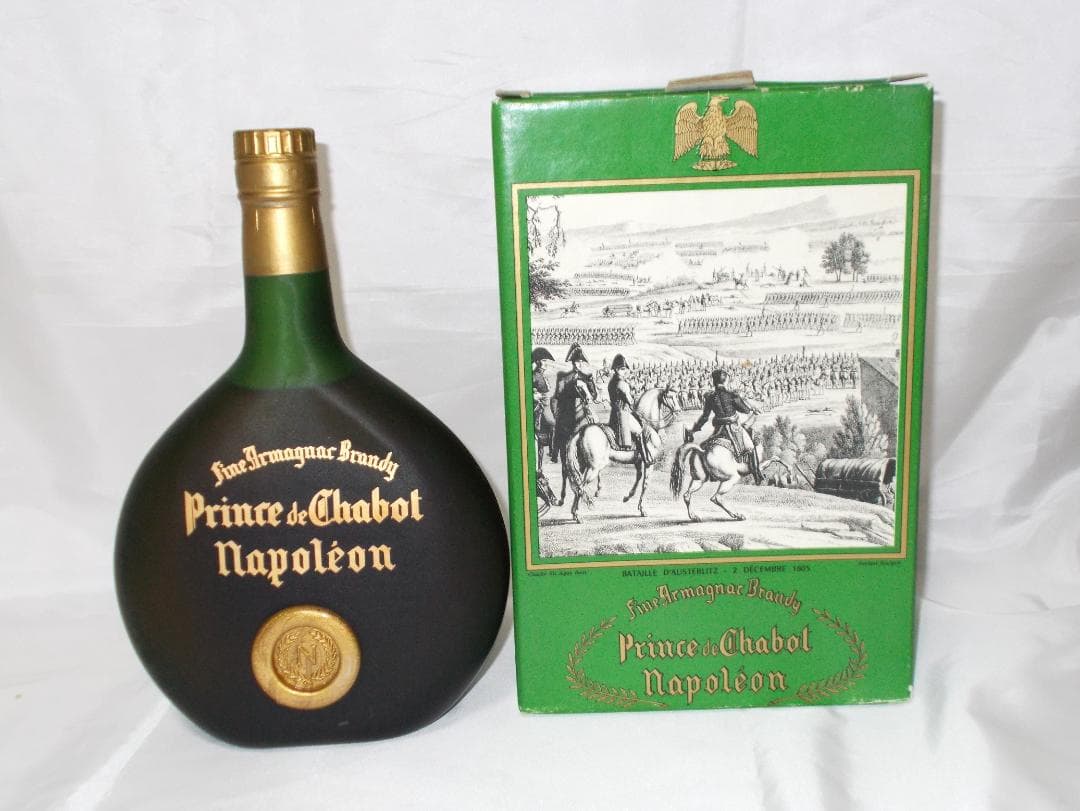 Fine Armagnac Brandy
Prince de Chabot
Napoléon
N
BATAILLE D'AUSTERLITZ - 2 DÉCEMBRE 1805
Fine Armagnac Brandy
Prince de Chabot
Napoléon